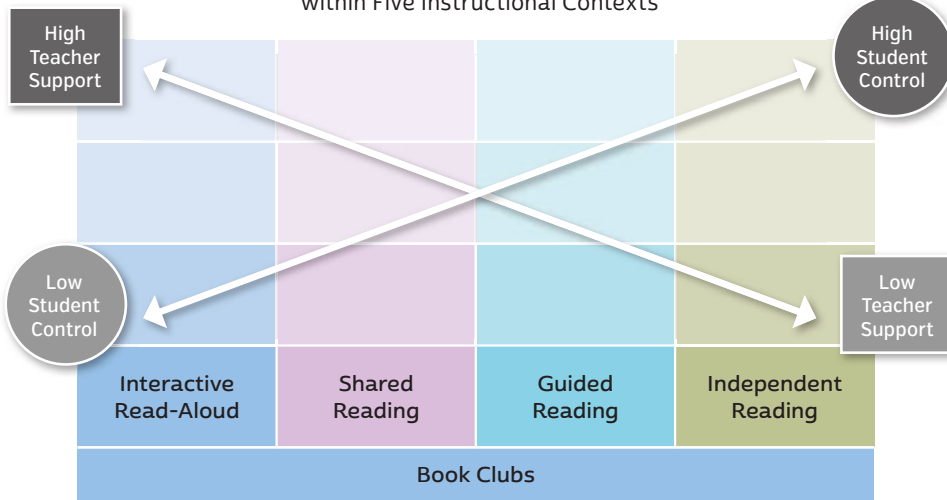 within Five Instructional Contexts
High
Teacher
Support
High
Student
Control
Low
Student
Control
Low
Teacher
Support
Interactive
Read-Aloud
Shared
Reading
Guided
Reading
Independent
Reading
Book Clubs